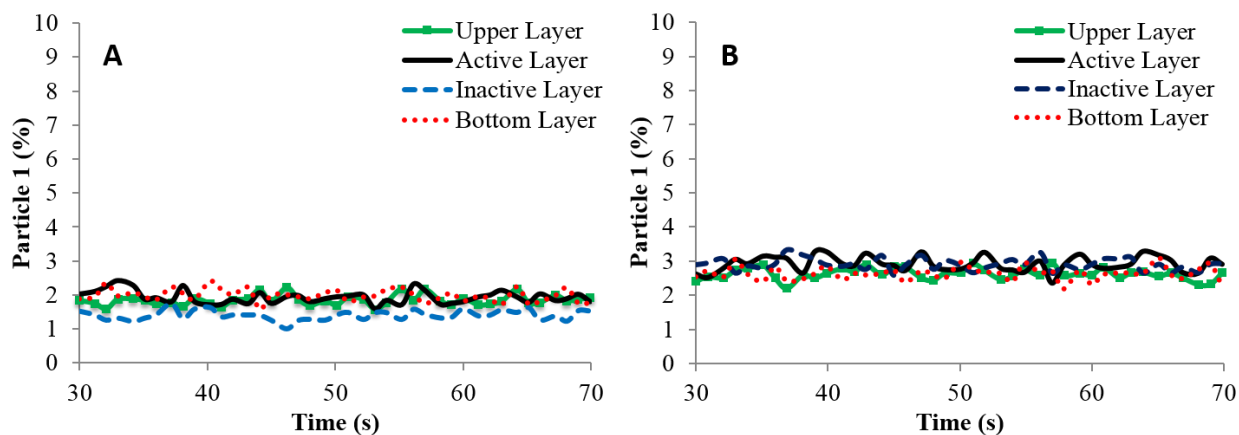 A
Upper Layer
Active Layer
Inactive Layer
Bottom Layer
Particle 1 (%)
10
9
8
7
6
5
4
3
2
1
0
30
40
50
60
70
Time (s)
B
Upper Layer
Active Layer
Inactive Layer
Bottom Layer
Particle 1 (%)
10
9
8
7
6
5
4
3
2
1
0
30
40
50
60
70
Time (s)